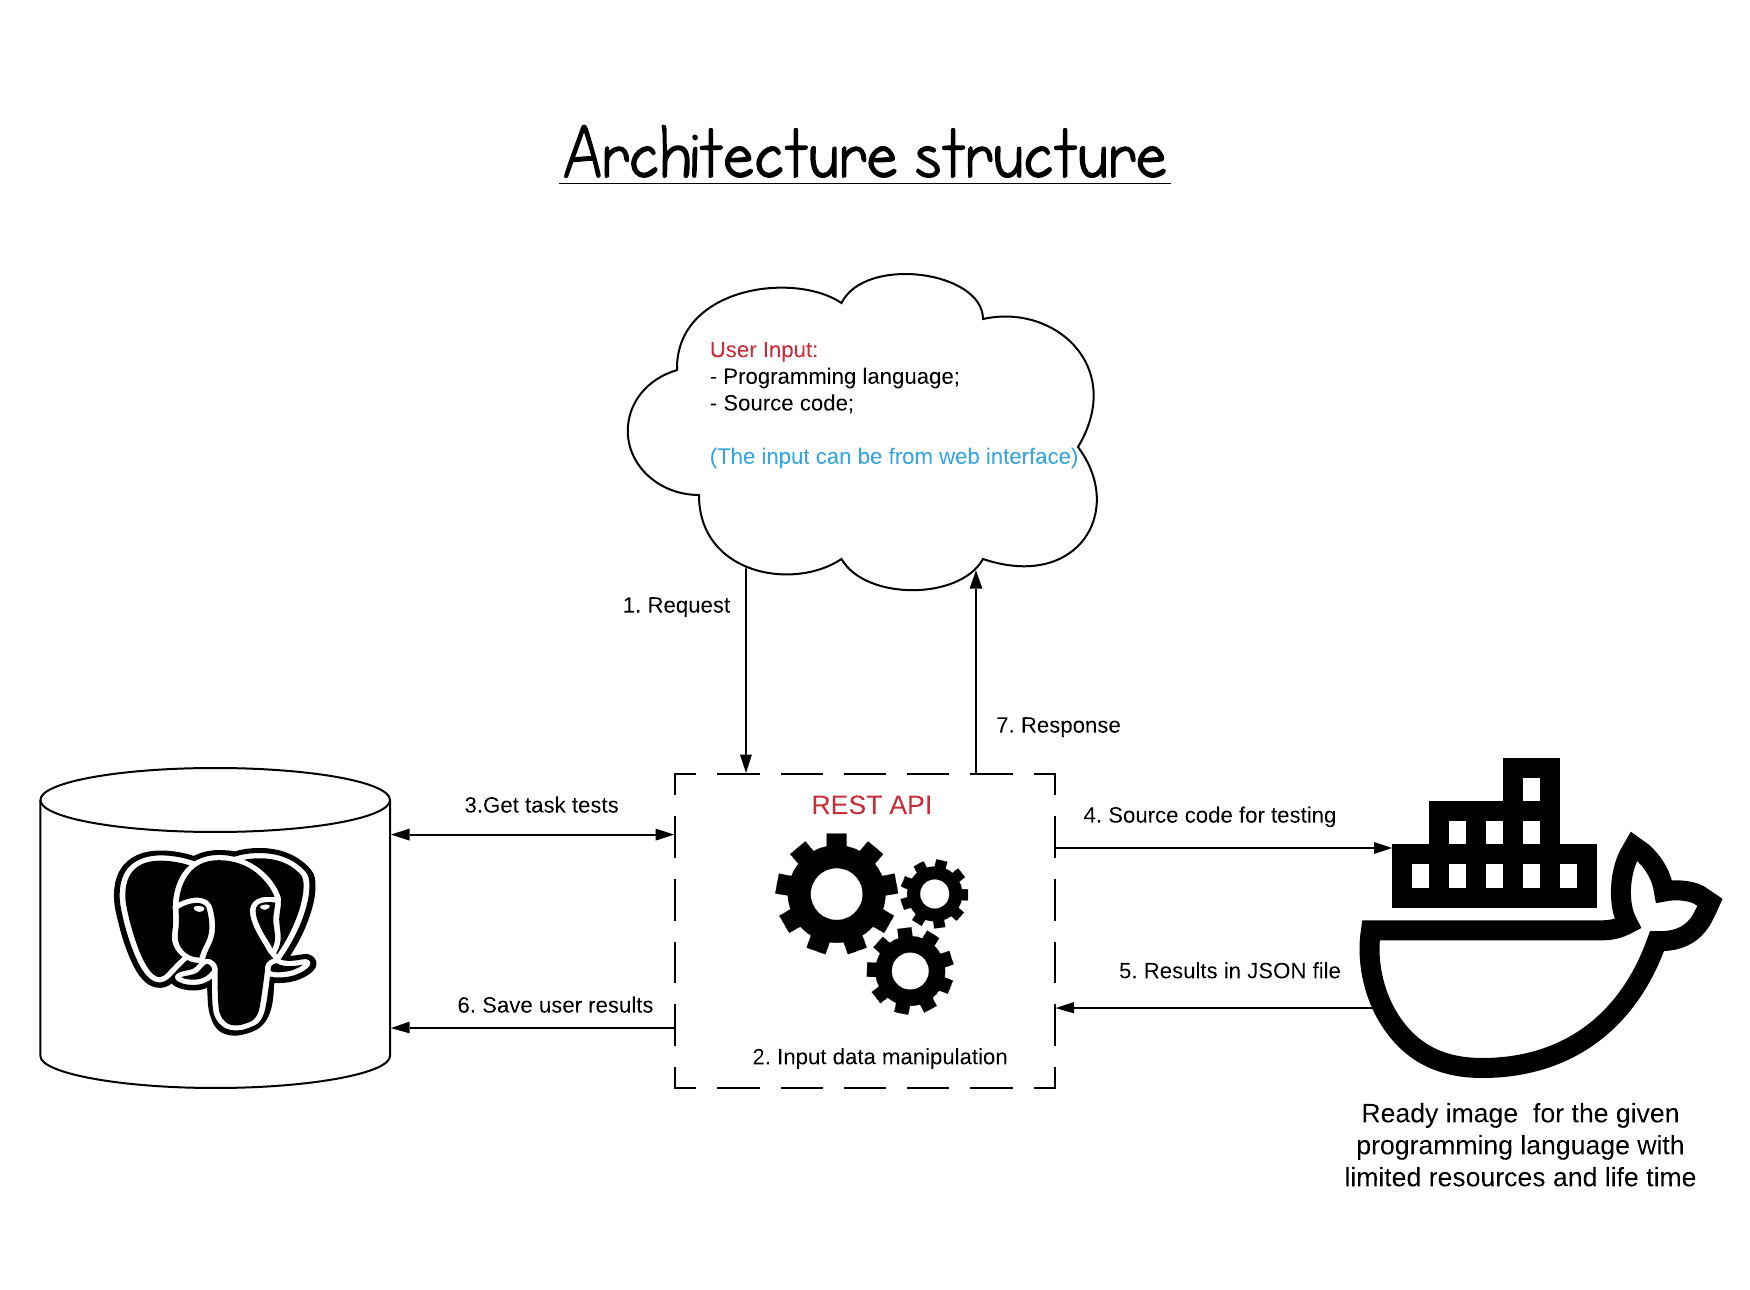 Architecture structure
User Input:
- Programming language;
- Source code;
(The input can be from web interface)
1. Request
7. Response
3.Get task tests
REST API
4. Source code for testing
5. Results in JSON file
6. Save user results
2. Input data manipulation
Ready image  for the given
programming language with
limited resources and life time